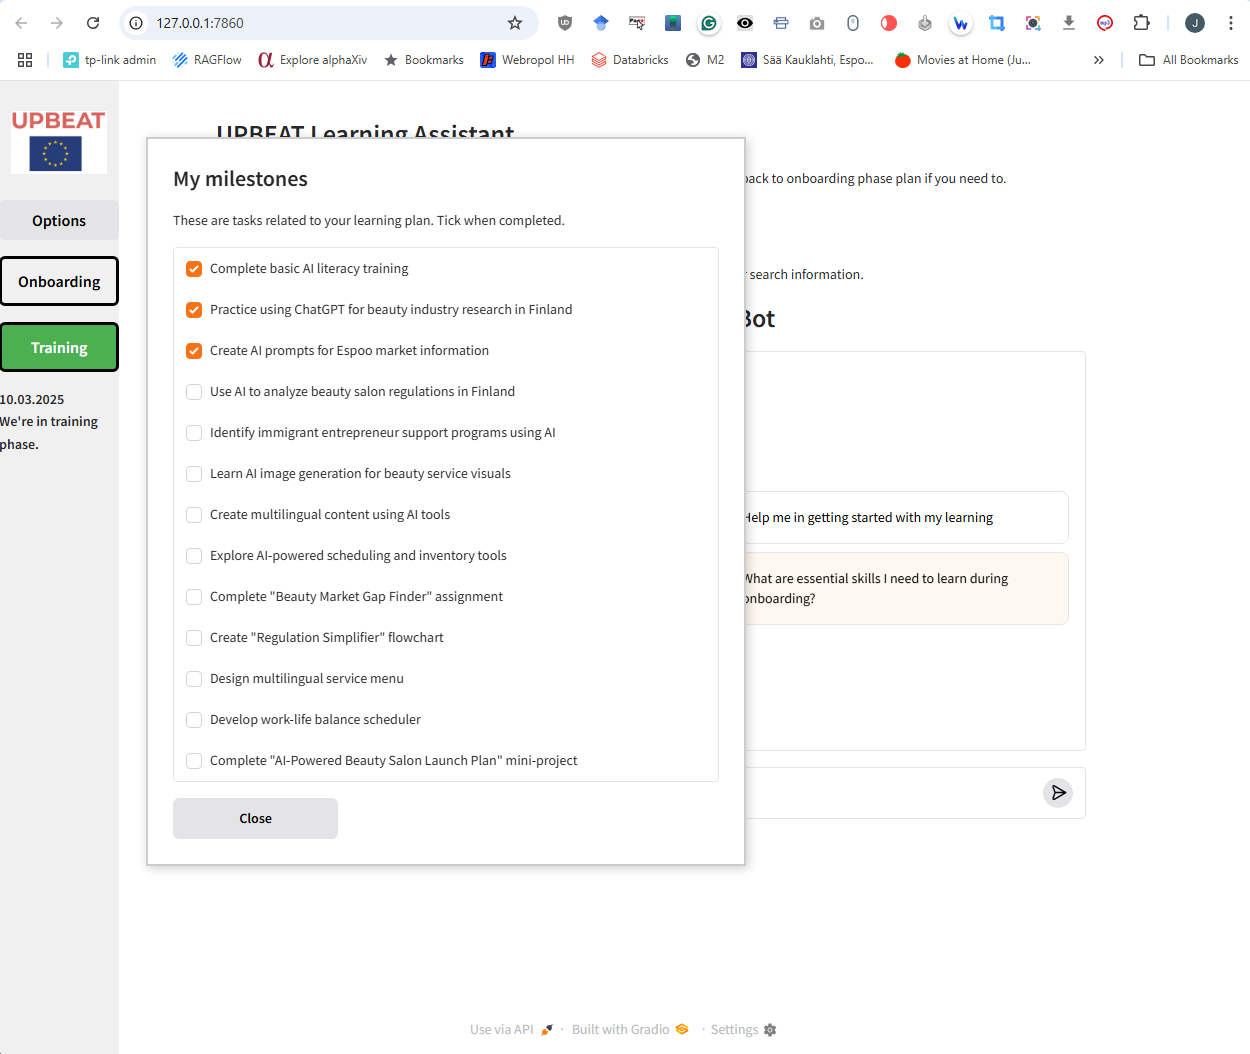 127.0.0.1:7860
J
tp-link admin
RAGFlow
Explore alphaXiv
Bookmarks
Webropol HH
Databricks
M2
Sää Kauklahti, Espo...
Movies at Home (Ju...
All Bookmarks
UPBEAT
Options
Onboarding
Training
10.03.2025
We're in training
phase.
UPBEAT Learning Assistant
back to onboarding phase plan if you need to.
search information.
Bot
My milestones
These are tasks related to your learning plan. Tick when completed.
Complete basic AI literacy training
Practice using ChatGPT for beauty industry research in Finland
Create AI prompts for Espoo market information
Use AI to analyze beauty salon regulations in Finland
Identify immigrant entrepreneur support programs using AI
Learn AI image generation for beauty service visuals
Create multilingual content using AI tools
Explore AI-powered scheduling and inventory tools
Complete "Beauty Market Gap Finder" assignment
Create "Regulation Simplifier" flowchart
Design multilingual service menu
Develop work-life balance scheduler
Complete "AI-Powered Beauty Salon Launch Plan" mini-project
Close
Help me in getting started with my learning
What are essential skills I need to learn during
onboarding?
Use via API · Built with Gradio · Settings